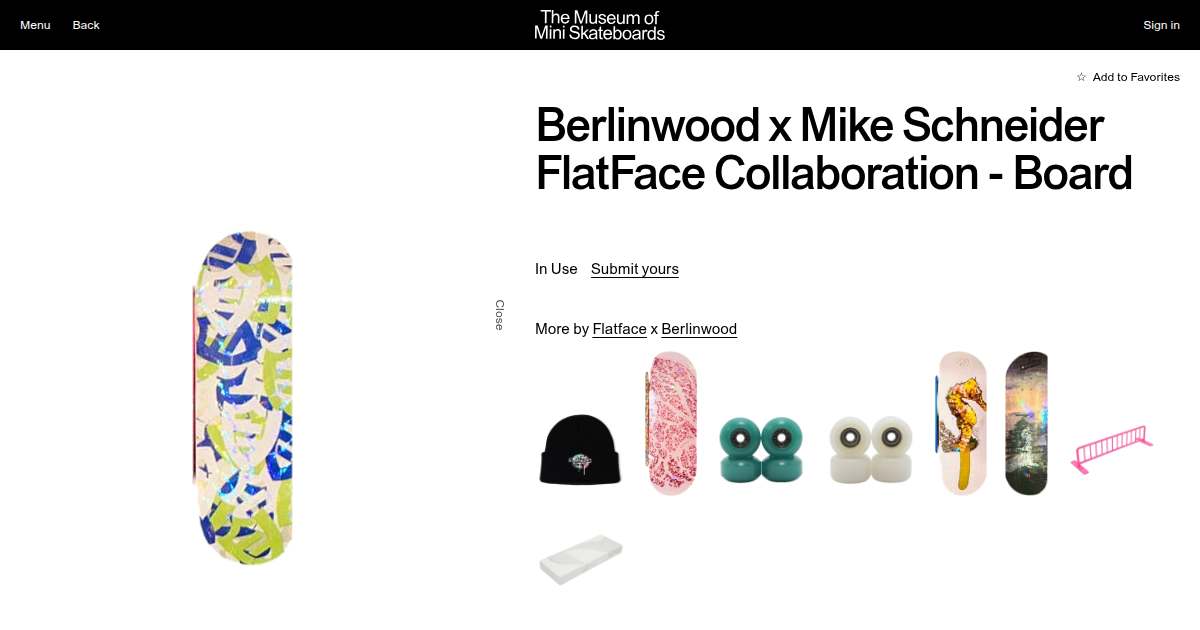 Menu
Back
The Museum of
Mini Skateboards
Sign in
☆ Add to Favorites
Berlinwood x Mike Schneider
FlatFace Collaboration - Board
In Use Submit yours
Close
More by Flatface x Berlinwood